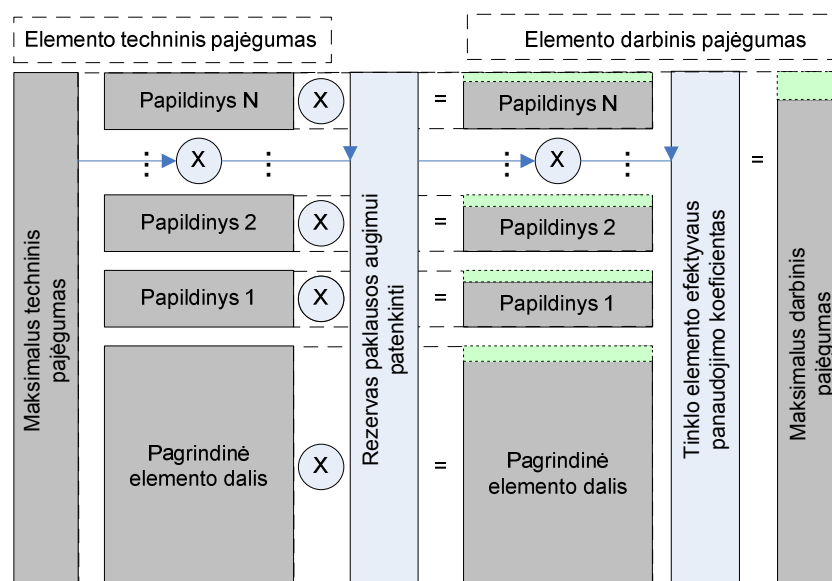 Elemento techninis pajėgumas
Elemento darbinis pajėgumas
Maksimalus techninis
pajėgumas
Papildinys N
X
=
Papildinys N
X
X
=
Papildinys 2
X
=
Papildinys 2
Papildinys 1
X
=
Papildinys 1
Pagrindinė
elemento dalis
X
=
Pagrindinė
elemento dalis
Rezervas paklausos augimui
patenkinti
Tinklo elemento efektyvaus
panaudojimo koeficientas
Maksimalus darbinis
pajėgumas